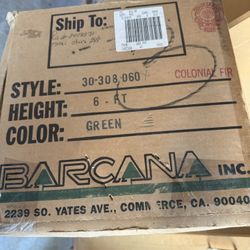 Ship To:
STYLE: 30-308-060 COLONIAL FIR
HEIGHT: 6-FT
COLOR: GREEN
BARCANA INC.
2239 SO. YATES AVE., COMMERCE, CA. 90040